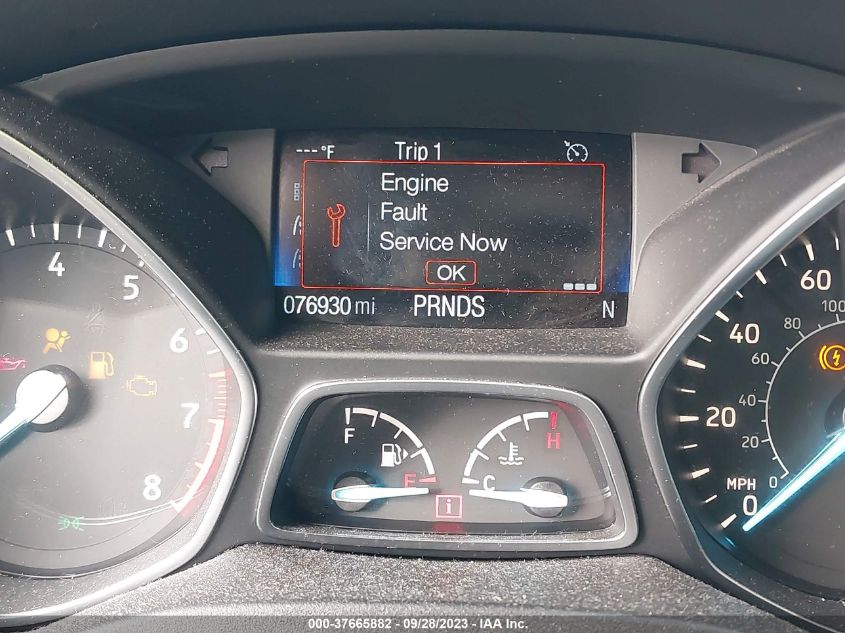 ---°F Trip 1
Engine
Fault
Service Now
OK
076930 mi PRNDS N
4
5
6
7
8
F
E
H
C
i
60
40
20
0
MPH
100
80
60
40
20
0
000-37665882 - 09/28/2023 - IAA Inc.